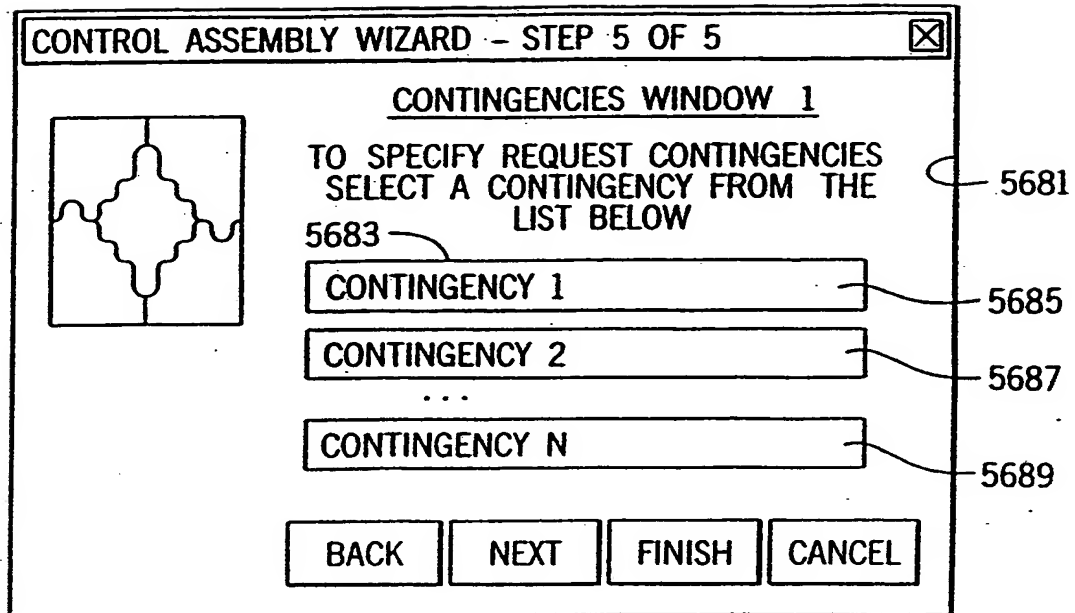 CONTROL ASSEMBLY WIZARD - STEP 5 OF 5
CONTINGENCIES WINDOW 1
TO SPECIFY REQUEST CONTINGENCIES
SELECT A CONTINGENCY FROM THE
LIST BELOW
5681
5683
CONTINGENCY 1
5685
CONTINGENCY 2
5687
...
CONTINGENCY N
5689
BACK
NEXT
FINISH
CANCEL